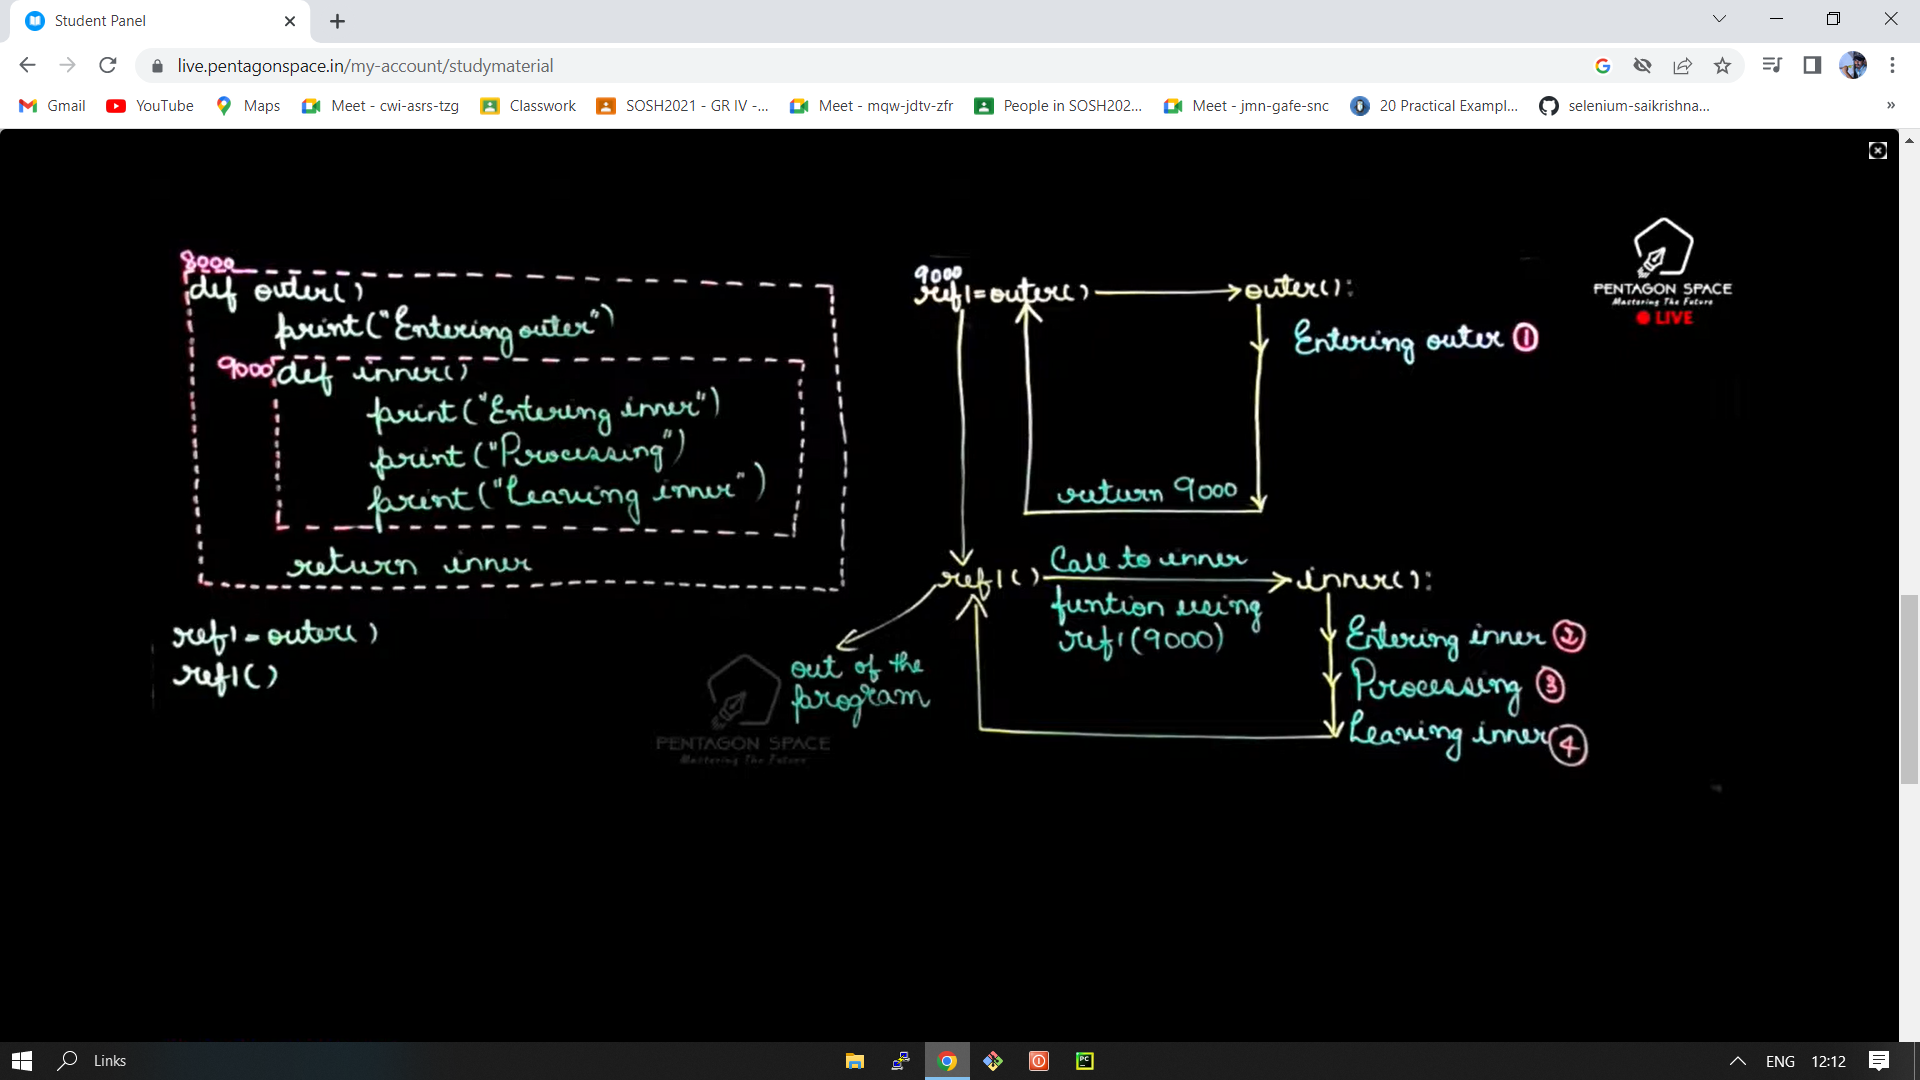 Student Panel
live.pentagonspace.in/my-account/studymaterial
Gmail
YouTube
Maps
Meet - cwi-asrs-tzg
Classwork
SOSH2021 - GR IV -...
Meet - mqw-jdtv-zfr
People in SOSH202...
Meet - jmn-gafe-snc
20 Practical Exampl...
selenium-saikrishna...
»
PENTAGON SPACE
Mastering The Future
LIVE
8000
def outer()
print("Entering outer")
9000 def inner()
print("Entering inner")
print("Processing")
print("Leaving inner")
return inner
ref1 = outer()
ref1()
9000
ref1 = outer()
outer():
Entering outer 1
return 9000
ref1()
Call to inner
funtion using
ref1(9000)
inner():
Entering inner 2
Processing 3
Leaving inner 4
out of the
program
PENTAGON SPACE
Mastering The Future
Links
PC
ENG
12:12